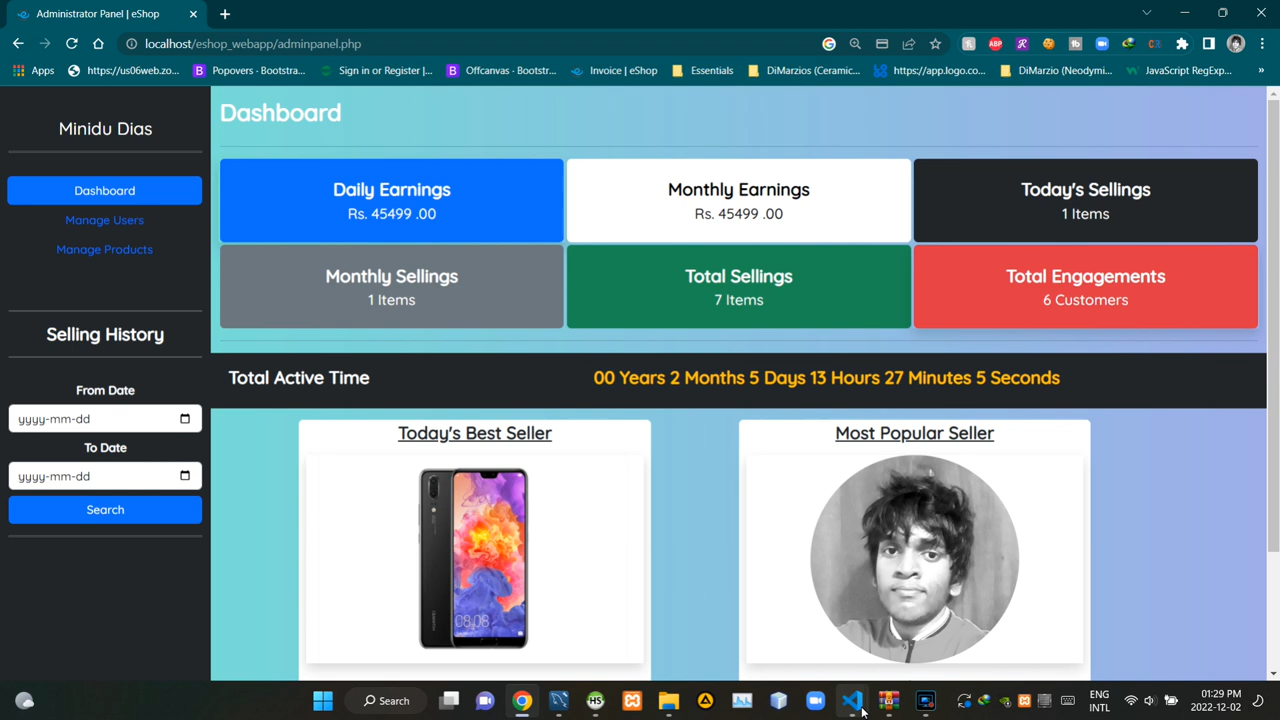 Administrator Panel | eShop
localhost/eshop_webapp/adminpanel.php
Apps
https://us06web.zo...
Popovers · Bootstra...
Sign in or Register |...
Offcanvas · Bootstr...
Invoice | eShop
Essentials
DiMarzios (Ceramic...
https://app.logo.co...
DiMarzio (Neodymi...
JavaScript RegExp...
»
Minidu Dias
Dashboard
Manage Users
Manage Products
Selling History
From Date
yyyy-mm-dd
To Date
yyyy-mm-dd
Search
Dashboard
Daily Earnings
Rs. 45499 .00
Monthly Earnings
Rs. 45499 .00
Today's Sellings
1 Items
Monthly Sellings
1 Items
Total Sellings
7 Items
Total Engagements
6 Customers
Total Active Time
00 Years 2 Months 5 Days 13 Hours 27 Minutes 5 Seconds
Today's Best Seller
08:08
Most Popular Seller
Search
ENG
INTL
01:29 PM
2022-12-02